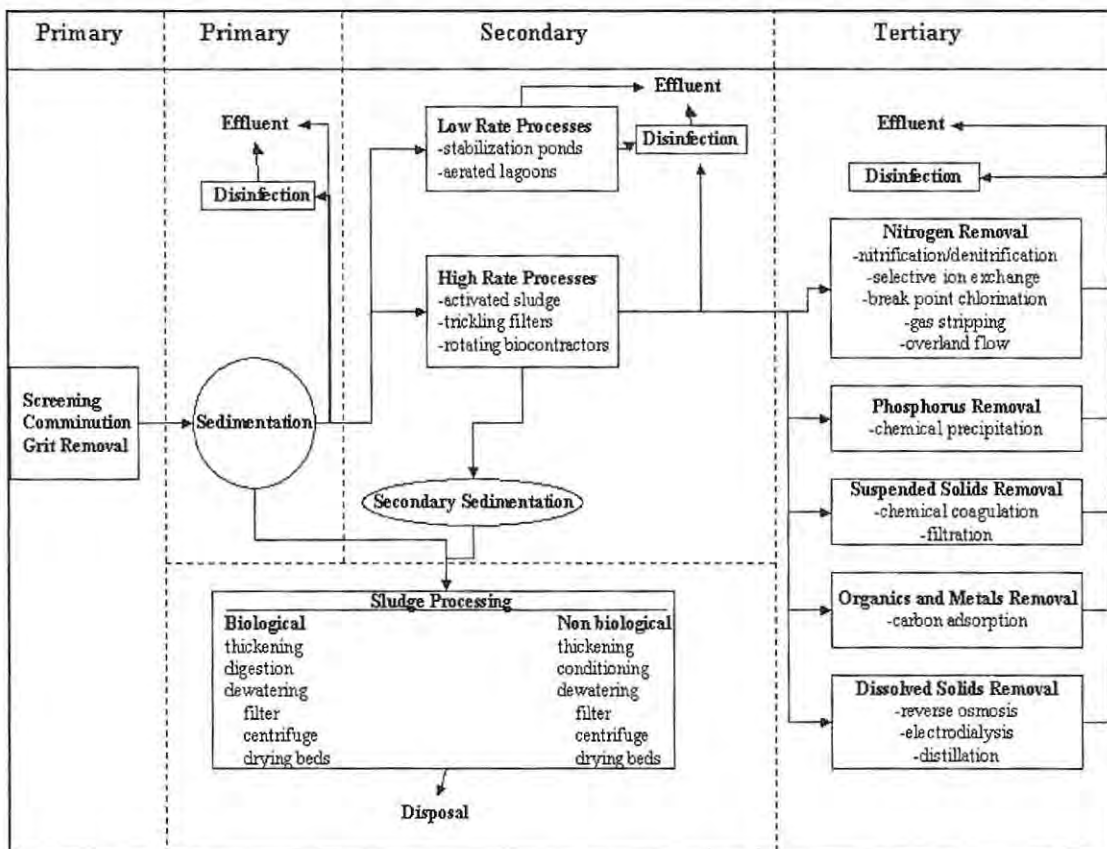 Primary
Primary
Secondary
Tertiary
Screening
Comminution
Grit Removal
Effluent
Disinfection
Sedimentation
Low Rate Processes
-stabilization ponds
-aerated lagoons
Effluent
Disinfection
High Rate Processes
-activated sludge
-trickling filters
-rotating biocontractors
Secondary Sedimentation
Sludge Processing
Biological
thickening
digestion
dewatering
filter
centrifuge
drying beds
Non biological
thickening
conditioning
dewatering
filter
centrifuge
drying beds
Disposal
Effluent
Disinfection
Nitrogen Removal
-nitrification/denitrification
-selective ion exchange
-break point chlorination
-gas stripping
-overland flow
Phosphorus Removal
-chemical precipitation
Suspended Solids Removal
-chemical coagulation
-filtration
Organics and Metals Removal
-carbon adsorption
Dissolved Solids Removal
-reverse osmosis
-electrodialysis
-distillation